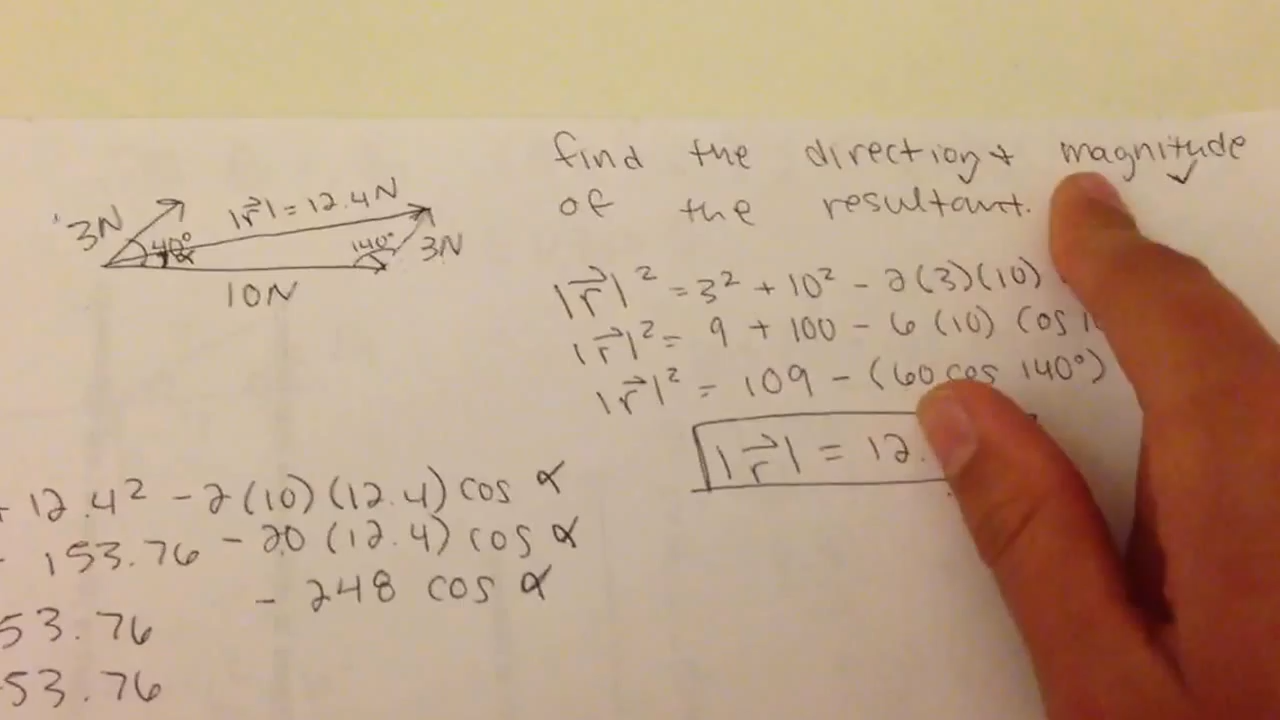 find the direction + magnitude ✓
of the resultant.
3N
40°
α
|r⃗| = 12.4N
140°
3N
10N
|r⃗|² = 3² + 10² - 2(3)(10)
|r⃗|² = 9 + 100 - 6(10) cos
|r⃗|² = 109 - (60 cos 140°)
|r⃗| = 12.
+ 12.4² - 2(10)(12.4) cos α
153.76 - 20(12.4) cos α
- 248 cos α
53.76
53.76